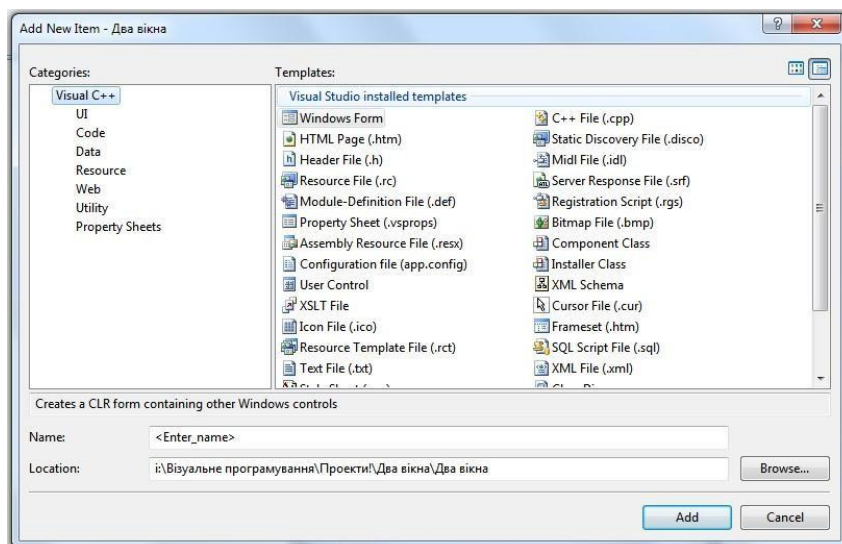 Add New Item - Два вікна
Categories:
Visual C++
UI
Code
Data
Resource
Web
Utility
Property Sheets
Templates:
Visual Studio installed templates
Windows Form
C++ File (.cpp)
HTML Page (.htm)
Static Discovery File (.disco)
Header File (.h)
Midl File (.idl)
Resource File (.rc)
Server Response File (.srf)
Module-Definition File (.def)
Registration Script (.rgs)
Property Sheet (.vsprops)
Bitmap File (.bmp)
Assembly Resource File (.resx)
Component Class
Configuration file (app.config)
Installer Class
User Control
XML Schema
XSLT File
Cursor File (.cur)
Icon File (.ico)
Frameset (.htm)
Resource Template File (.rct)
SQL Script File (.sql)
Text File (.txt)
XML File (.xml)
Creates a CLR form containing other Windows controls
Name:
<Enter_name>
Location:
i:\Візуальне програмування\Проекти!\Два вікна\Два вікна
Browse...
Add
Cancel